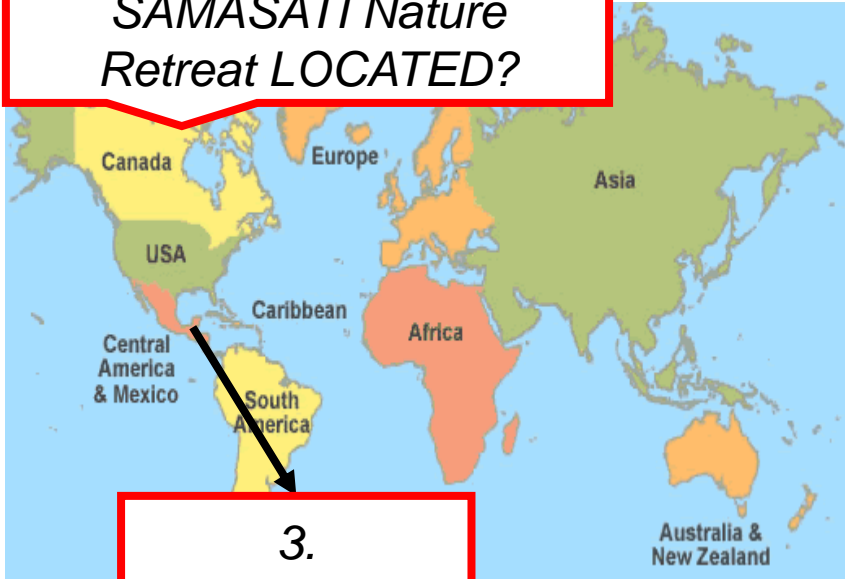 SAMASATI Nature
Retreat LOCATED?
Canada
Europe
Asia
USA
Caribbean
Africa
Central
America
& Mexico
South
America
3.
Australia &
New Zealand